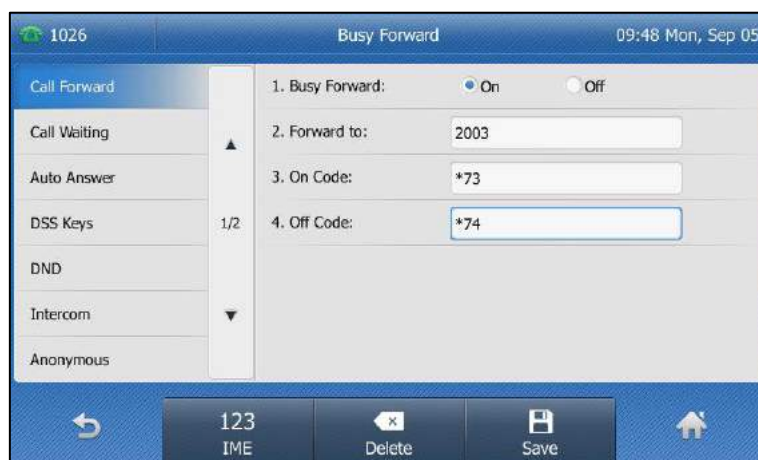 1026 Busy Forward 09:48 Mon, Sep 05
Call Forward 1. Busy Forward: On Off
Call Waiting 2. Forward to: 2003
Auto Answer 3. On Code: *73
DSS Keys 1/2 4. Off Code: *74
DND
Intercom
Anonymous
123
IME Delete Save